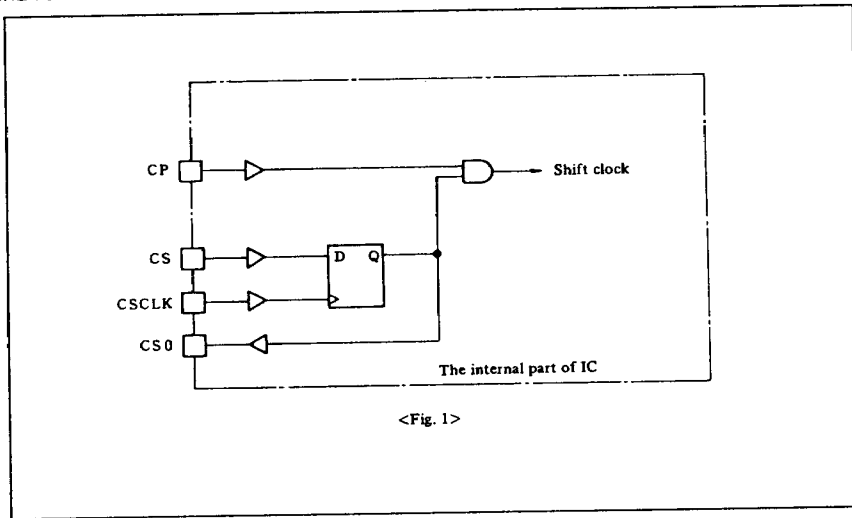 CP
Shift clock
CS
D Q
CSCLK
CS0
The internal part of IC
<Fig. 1>